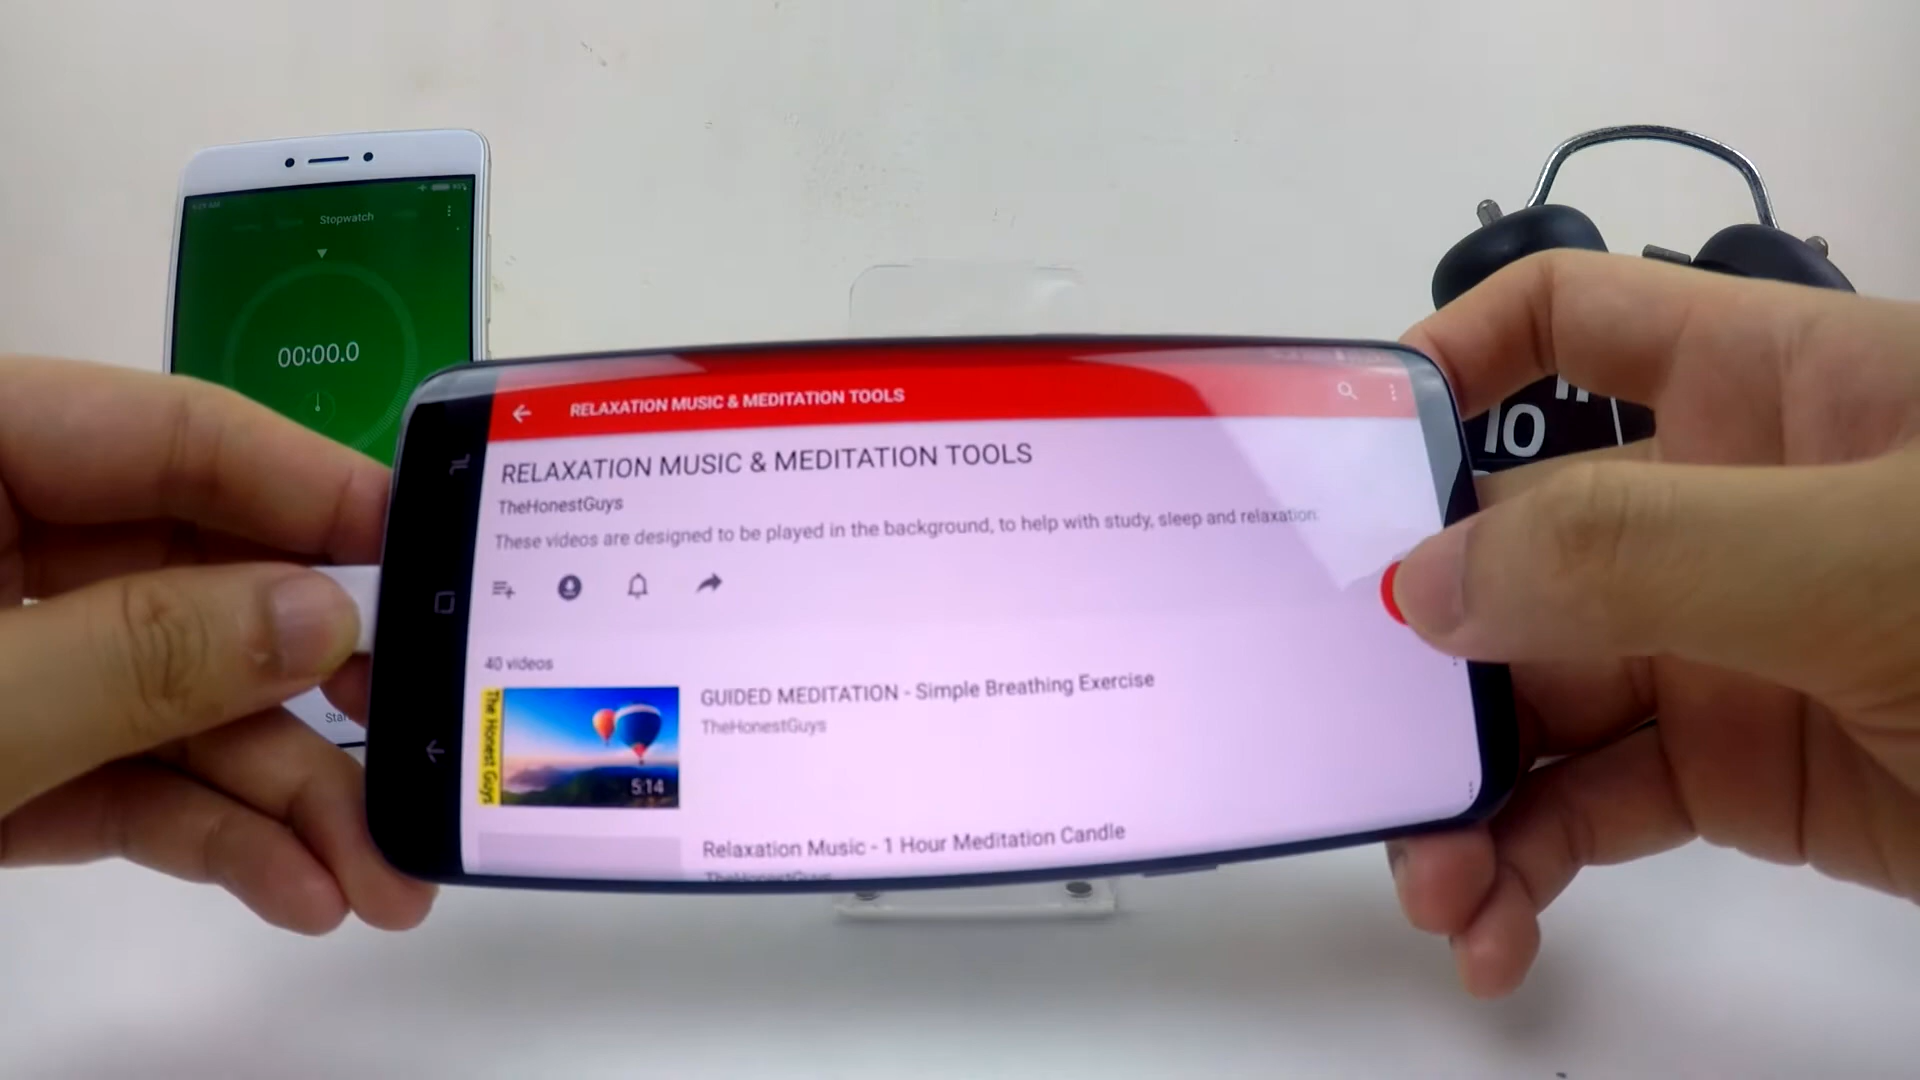 Stopwatch
00:00.0
RELAXATION MUSIC & MEDITATION TOOLS
RELAXATION MUSIC & MEDITATION TOOLS
TheHonestGuys
These videos are designed to be played in the background, to help with study, sleep and relaxation.
40 videos
The Honest Guys
5:14
GUIDED MEDITATION - Simple Breathing Exercise
TheHonestGuys
Relaxation Music - 1 Hour Meditation Candle
TheHonestGuys
10